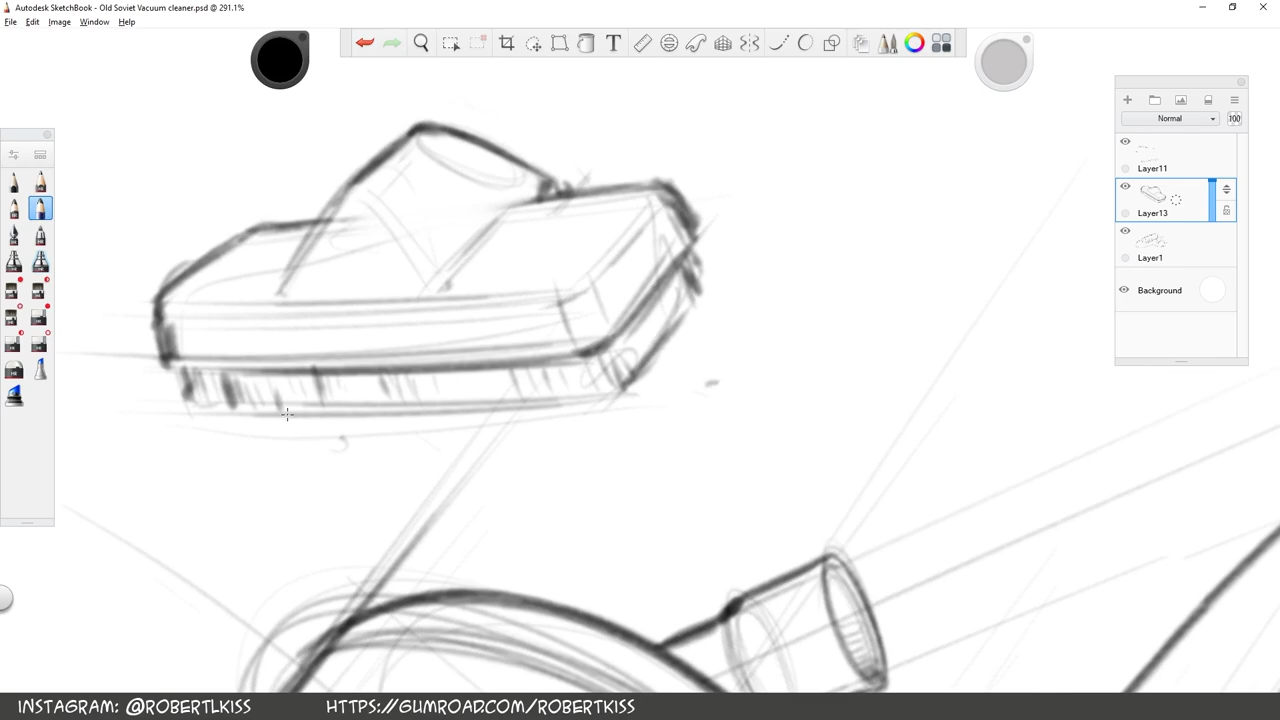 Autodesk SketchBook - Old Soviet Vacuum cleaner.psd @ 291.1%
File Edit Image Window Help
Normal 100
Layer11
Layer13
Layer1
Background
INSTAGRAM: @ROBERTLKISS HTTPS://GUMROAD.COM/ROBERTKISS